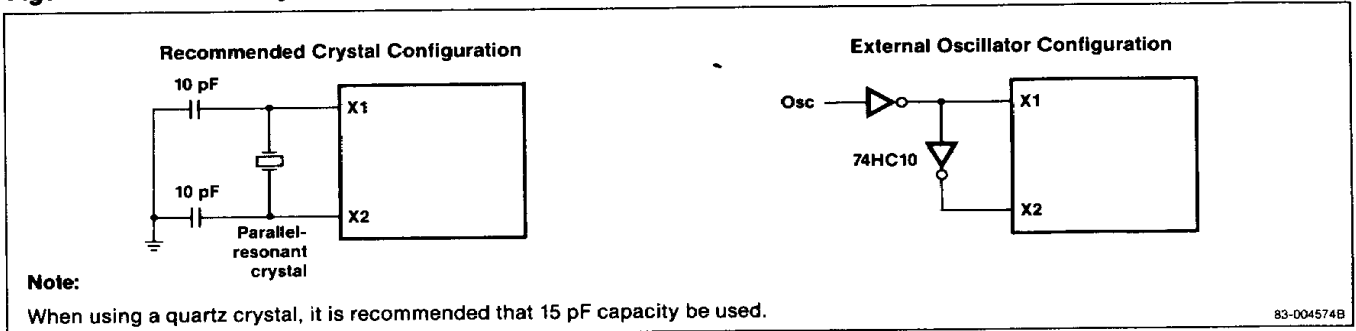 Recommended Crystal Configuration
10 pF
X1
10 pF
X2
Parallel-
resonant
crystal
External Oscillator Configuration
Osc
X1
74HC10
X2
Note:
When using a quartz crystal, it is recommended that 15 pF capacity be used.
83-004574B